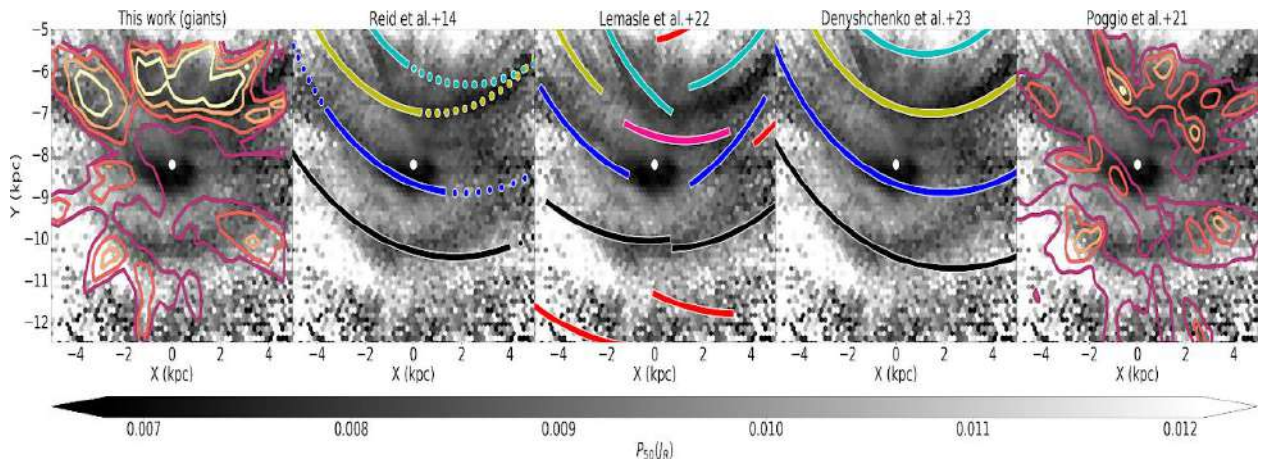 This work (giants)
Reid et al.+14
Lemasle et al.+22
Denyshchenko et al.+23
Poggio et al.+21
Y (kpc)
−5
−6
−7
−8
−9
−10
−11
−12
−4 −2 0 2 4
−4 −2 0 2 4
−4 −2 0 2 4
−4 −2 0 2 4
−4 −2 0 2 4
X (kpc)
X (kpc)
X (kpc)
X (kpc)
X (kpc)
0.007 0.008 0.009 0.010 0.011 0.012
P₅₀(J_R)